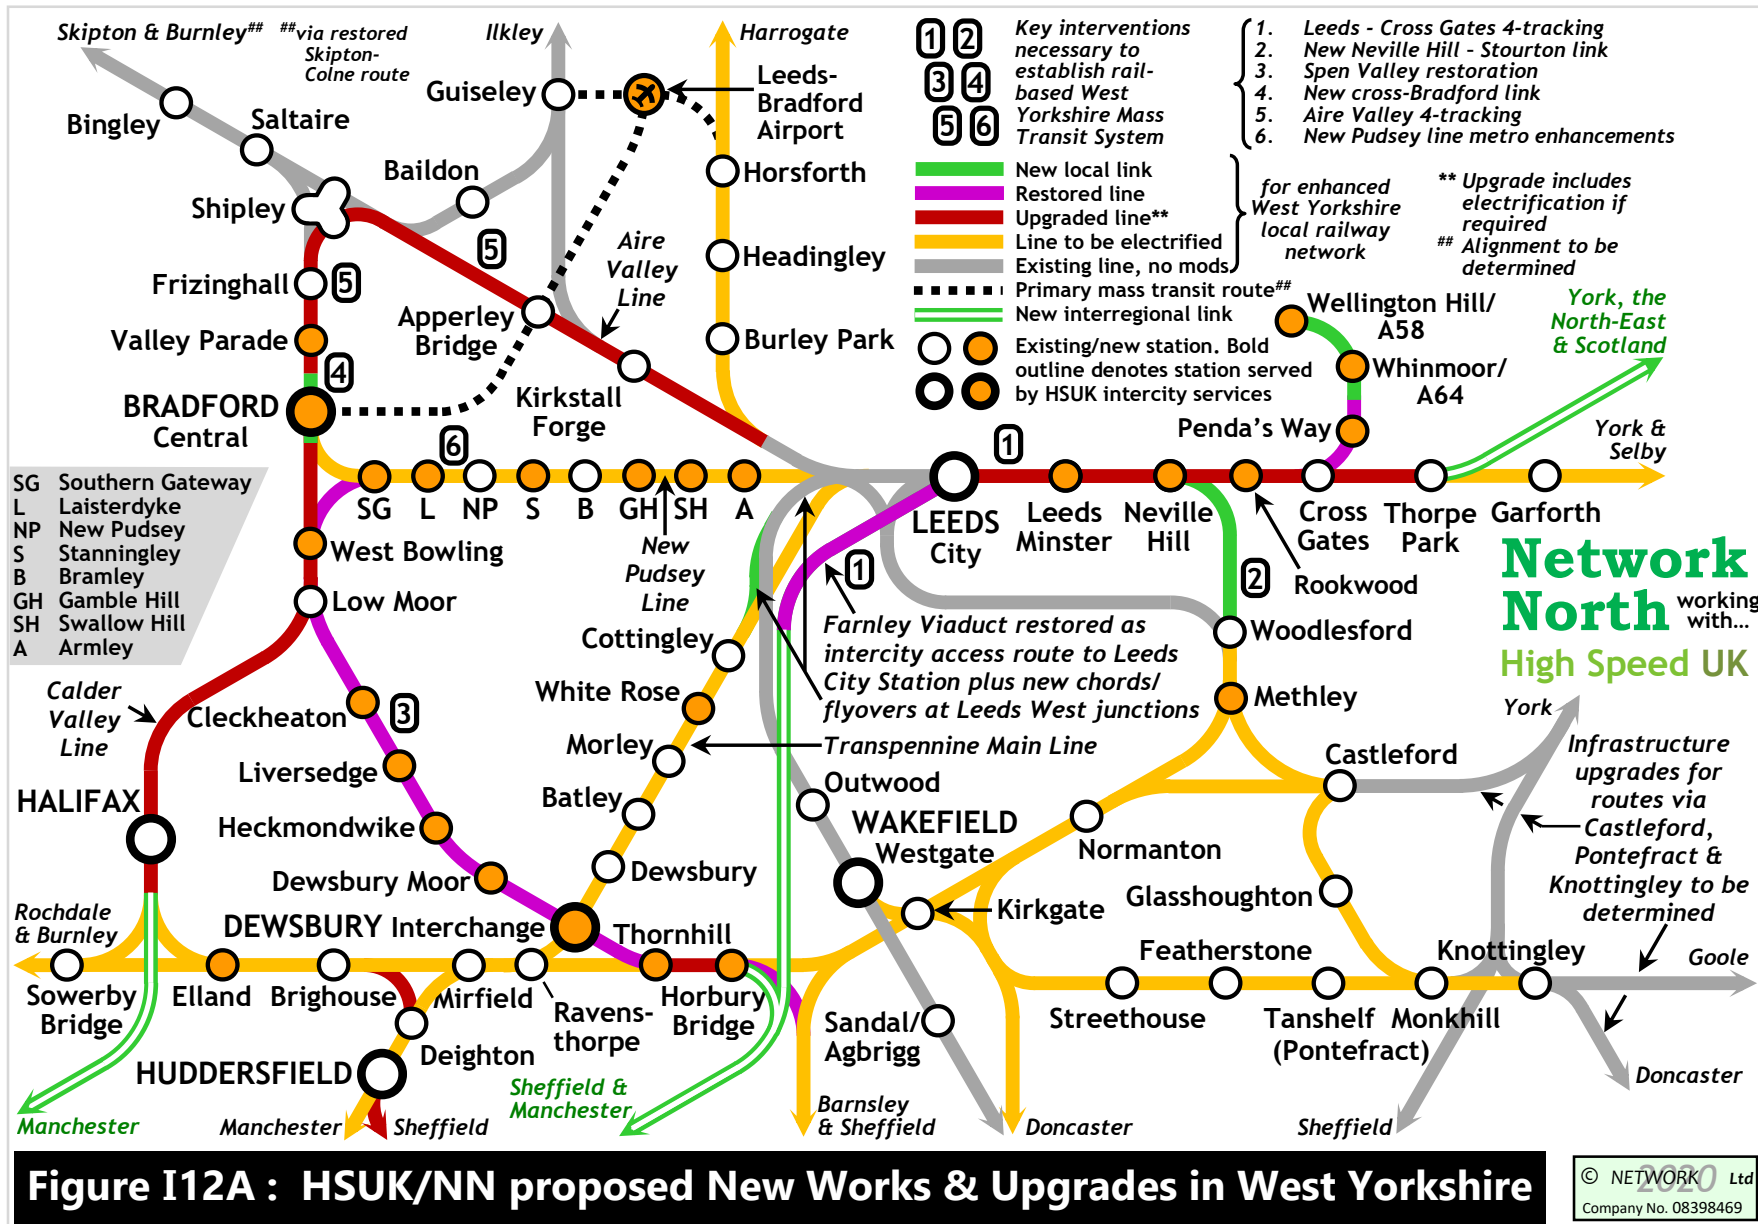 Skipton & Burnley##
##via restored
Skipton-
Colne route
Ilkley
Harrogate
Bingley
Saltaire
Guiseley
Leeds-
Bradford
Airport
Baildon
Shipley
Horsforth
Frizinghall
5
5
Aire
Valley
Line
Headingley
Valley Parade
Apperley
Bridge
Burley Park
4
Kirkstall
Forge
BRADFORD
Central
1 2
3 4
5 6
Key interventions
necessary to
establish rail-
based West
Yorkshire Mass
Transit System
1. Leeds - Cross Gates 4-tracking
2. New Neville Hill - Stourton link
3. Spen Valley restoration
4. New cross-Bradford link
5. Aire Valley 4-tracking
6. New Pudsey line metro enhancements
New local link
Restored line
Upgraded line**
Line to be electrified
Existing line, no mods
Primary mass transit route##
New interregional link
Existing/new station. Bold
outline denotes station served
by HSUK intercity services
for enhanced
West Yorkshire
local railway
network
** Upgrade includes
electrification if
required
## Alignment to be
determined
Wellington Hill/
A58
York, the
North-East
& Scotland
Whinmoor/
A64
Penda's Way
York &
Selby
6
1
SG Southern Gateway
L Laisterdyke
NP New Pudsey
S Stanningley
B Bramley
GH Gamble Hill
SH Swallow Hill
A Armley
SG L NP S B GH SH A
New
Pudsey
Line
LEEDS
City
Leeds
Minster
Neville
Hill
Cross
Gates
Thorpe
Park
Garforth
Rookwood
West Bowling
Low Moor
1
2
Network
North working
with...
High Speed UK
Cottingley
Farnley Viaduct restored as
intercity access route to Leeds
City Station plus new chords/
flyovers at Leeds West junctions
Woodlesford
Calder
Valley
Line
Cleckheaton
3
White Rose
Methley
York
Morley
Transpennine Main Line
Liversedge
Castleford
Infrastructure
upgrades for
routes via
Castleford,
Pontefract &
Knottingley to be
determined
HALIFAX
Batley
Outwood
Heckmondwike
WAKEFIELD
Westgate
Normanton
Dewsbury
Dewsbury Moor
Glasshoughton
Kirkgate
Rochdale
& Burnley
DEWSBURY Interchange
Thornhill
Featherstone
Knottingley
Goole
Sowerby
Bridge
Elland
Brighouse
Mirfield
Ravens-
thorpe
Horbury
Bridge
Sandal/
Agbrigg
Streethouse
Tanshelf
(Pontefract)
Monkhill
Deighton
HUDDERSFIELD
Sheffield &
Manchester
Doncaster
Manchester
Manchester
Sheffield
Barnsley
& Sheffield
Doncaster
Sheffield
Figure I12A : HSUK/NN proposed New Works & Upgrades in West Yorkshire
2020
© NETWORK Ltd
Company No. 08398469